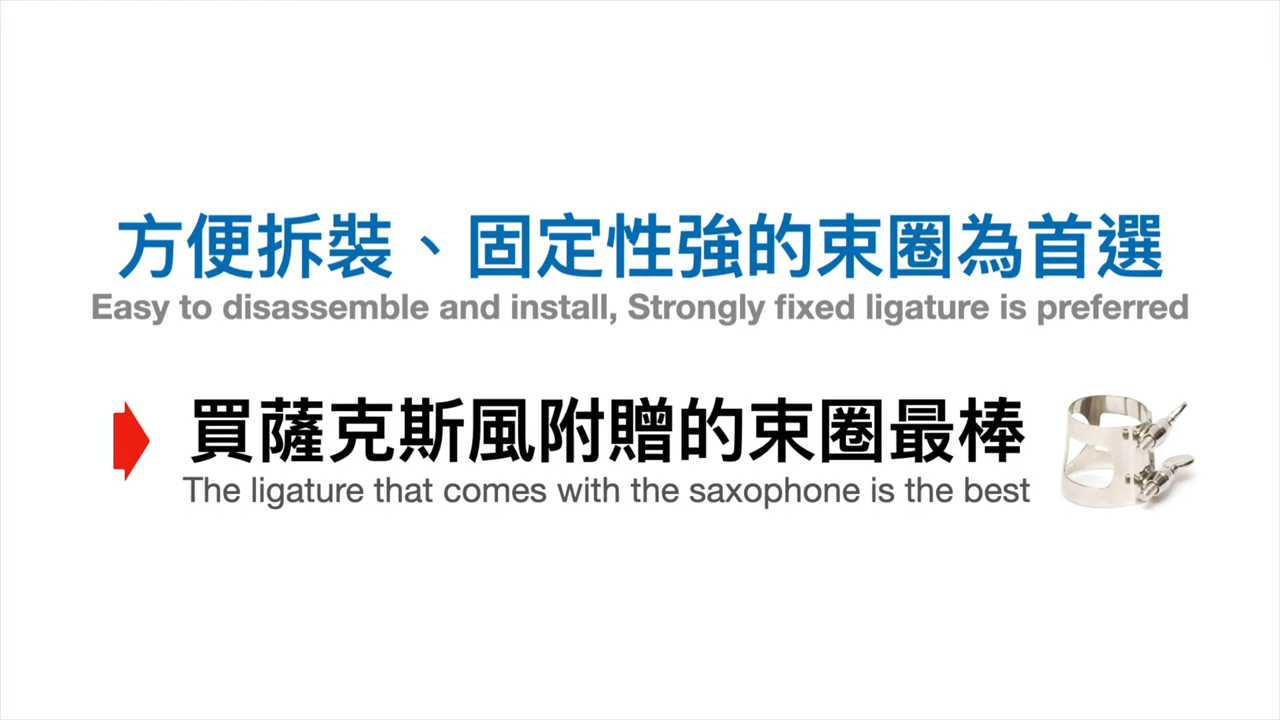 方便拆裝、固定性強的束圈為首選
Easy to disassemble and install, Strongly fixed ligature is preferred
買薩克斯風附贈的束圈最棒
The ligature that comes with the saxophone is the best